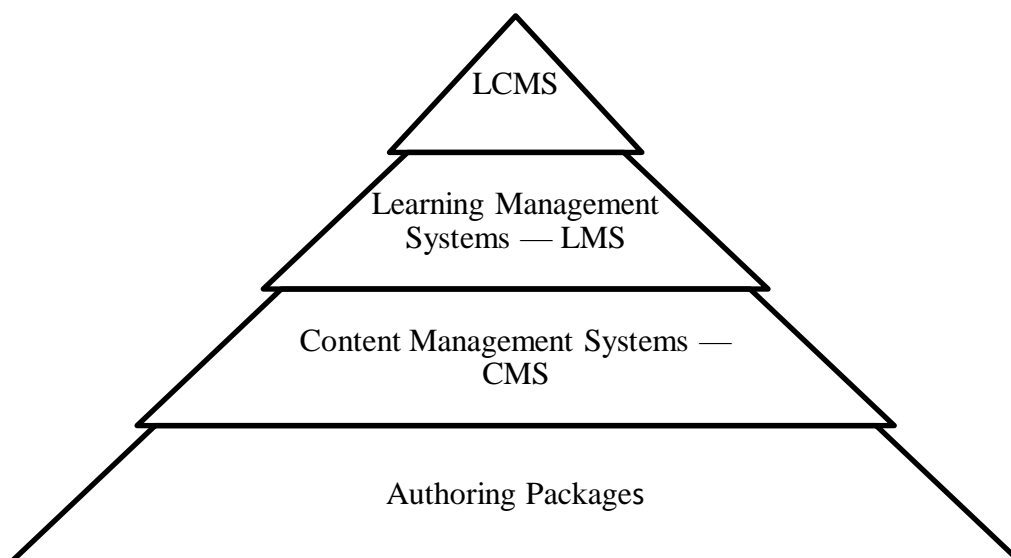 LCMS
Learning Management
Systems — LMS
Content Management Systems —
CMS
Authoring Packages